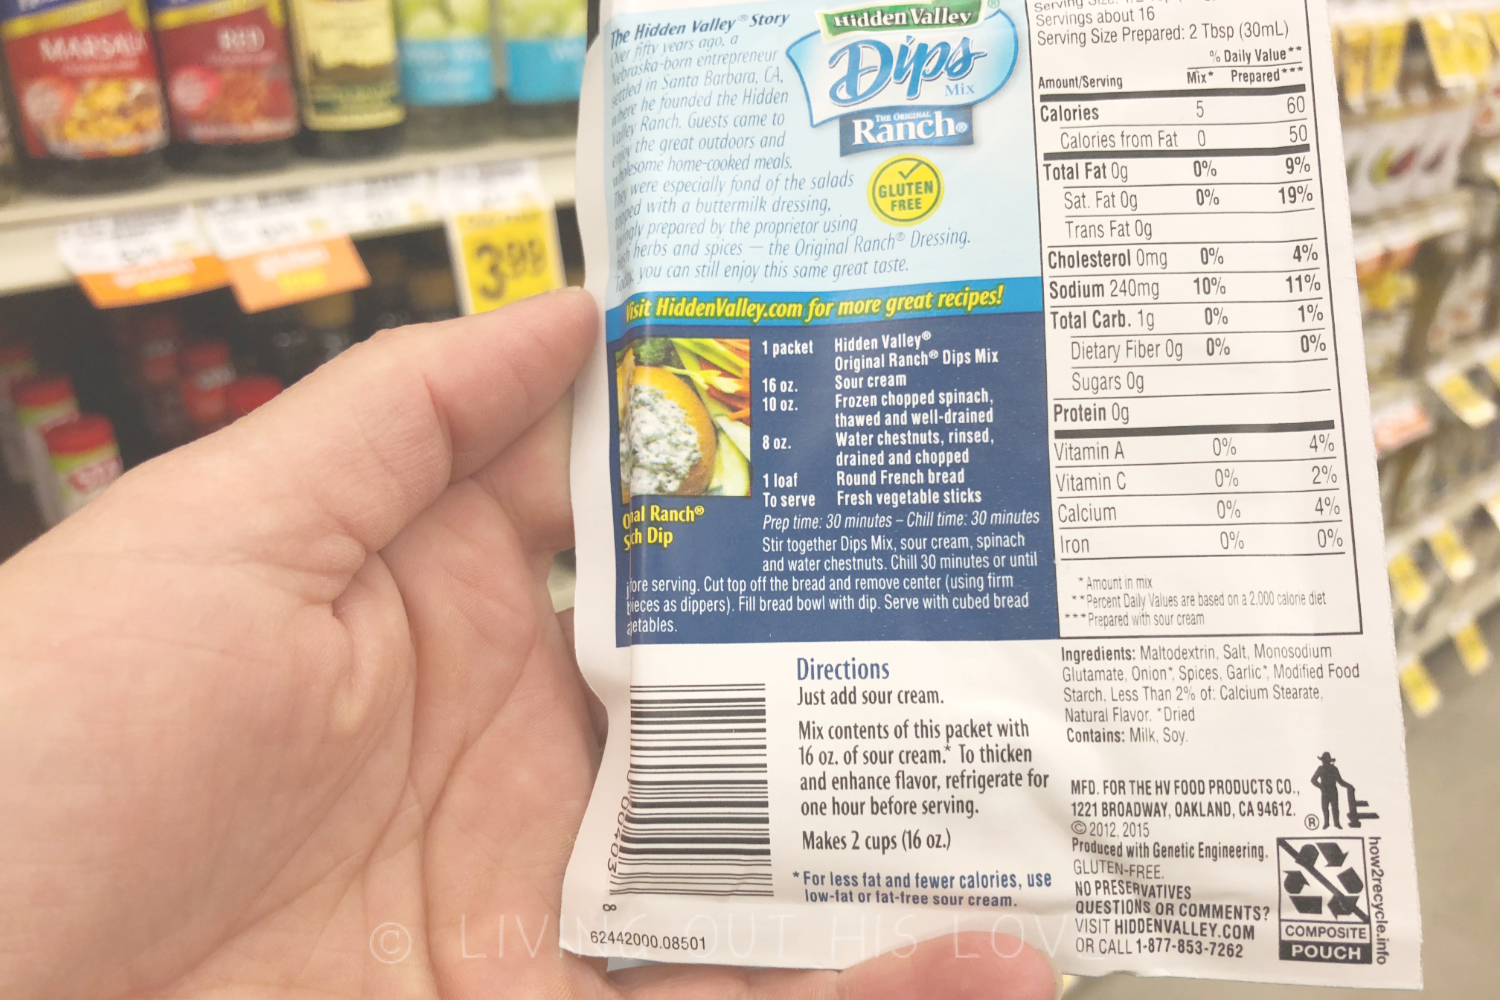 MARSALA
RED
3.99
The Hidden Valley® Story
Over fifty years ago, a
Nebraska-born entrepreneur
settled in Santa Barbara, CA,
where he founded the Hidden
Valley Ranch. Guests came to
enjoy the great outdoors and
wholesome home-cooked meals.
They were especially fond of the salads
topped with a buttermilk dressing,
prepared by the proprietor using
herbs and spices — the Original Ranch® Dressing.
Today, you can still enjoy this same great taste.
Hidden Valley®
Dips
Mix
THE ORIGINAL
Ranch®
GLUTEN
FREE
Visit HiddenValley.com for more great recipes!
1 packet Hidden Valley®
Original Ranch® Dips Mix
16 oz. Sour cream
10 oz. Frozen chopped spinach,
thawed and well-drained
8 oz. Water chestnuts, rinsed,
drained and chopped
1 loaf Round French bread
To serve Fresh vegetable sticks
nal Ranch®
ch Dip
Prep time: 30 minutes – Chill time: 30 minutes
Stir together Dips Mix, sour cream, spinach
and water chestnuts. Chill 30 minutes or until
fore serving. Cut top off the bread and remove center (using firm
pieces as dippers). Fill bread bowl with dip. Serve with cubed bread
etables.
Directions
Just add sour cream.
Mix contents of this packet with
16 oz. of sour cream.* To thicken
and enhance flavor, refrigerate for
one hour before serving.
Makes 2 cups (16 oz.)
*For less fat and fewer calories, use
low-fat or fat-free sour cream.
8
62442000.08501
Servings about 16
Serving Size Prepared: 2 Tbsp (30mL)
% Daily Value**
Amount/Serving Mix* Prepared***
Calories 5 60
Calories from Fat 0 50
Total Fat 0g 0% 9%
Sat. Fat 0g 0% 19%
Trans Fat 0g
Cholesterol 0mg 0% 4%
Sodium 240mg 10% 11%
Total Carb. 1g 0% 1%
Dietary Fiber 0g 0% 0%
Sugars 0g
Protein 0g
Vitamin A 0% 4%
Vitamin C 0% 2%
Calcium 0% 4%
Iron 0% 0%
*Amount in mix
**Percent Daily Values are based on a 2,000 calorie diet
***Prepared with sour cream
Ingredients: Maltodextrin, Salt, Monosodium
Glutamate, Onion*, Spices, Garlic*, Modified Food
Starch, Less Than 2% of: Calcium Stearate,
Natural Flavor. *Dried
Contains: Milk, Soy.
MFD. FOR THE HV FOOD PRODUCTS CO.,
1221 BROADWAY, OAKLAND, CA 94612.
®
©2012, 2015
Produced with Genetic Engineering.
GLUTEN-FREE.
NO PRESERVATIVES
QUESTIONS OR COMMENTS?
VISIT HIDDENVALLEY.COM
OR CALL 1-877-853-7262
COMPOSITE
POUCH
how2recycle.info
© LIVING OUT HIS LOVE